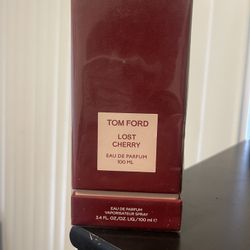 TOM FORD
LOST
CHERRY
EAU DE PARFUM
100 ML
EAU DE PARFUM
VAPORISATEUR SPRAY
3.4 FL.OZ./OZ. LIQ./100 ml ℮